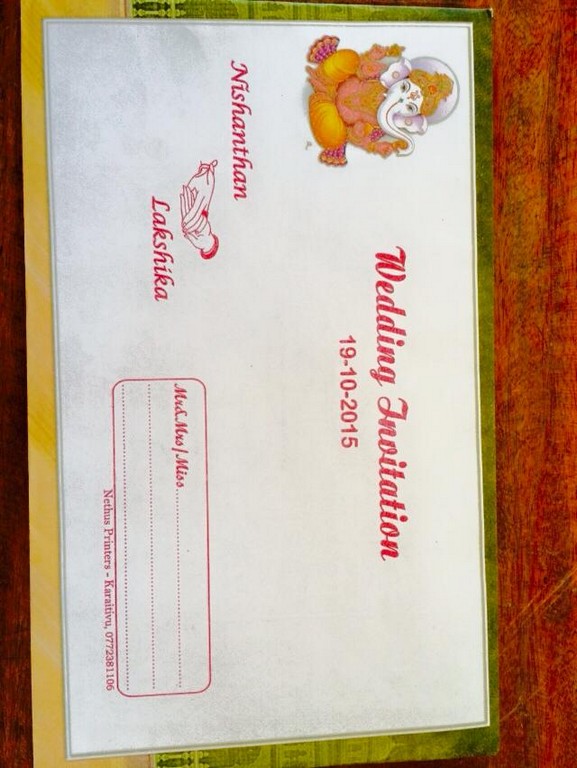 Wedding Invitation
19-10-2015
Nishanthan
Lakshika
Mr&Mrs/Miss
Nethus Printers - Karaitivu, 0772381106